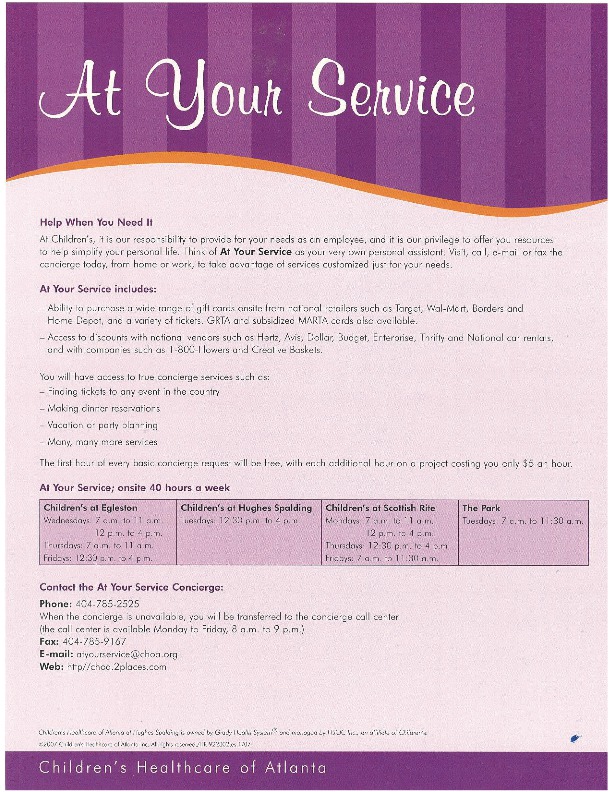 At Your Service
Help When You Need It
At Children's, it is our responsibility to provide for your needs as an employee, and it is our privilege to offer you resources
to help simplify your personal life. Think of At Your Service as your very own personal assistant. Visit, call, e-mail or fax the
concierge today, from home or work, to take advantage of services customized just for your needs.
At Your Service includes:
Ability to purchase a wide range of gift cards onsite from national retailers such as Target, Wal-Mart, Borders and
Home Depot, and a variety of tickets. GRTA and subsidized MARTA cards also available.
– Access to discounts with national vendors such as Hertz, Avis, Dollar, Budget, Enterprise, Thrifty and National car rentals,
and with companies such as 1-800-Flowers and Creative Baskets.
You will have access to true concierge services such as:
– Finding tickets to any event in the country
– Making dinner reservations
– Vacation or party planning
– Many, many more services
The first hour of every basic concierge request will be free, with each additional hour on a project costing you only $5 an hour.
At Your Service; onsite 40 hours a week
Children's at Egleston
Wednesdays: 7 a.m. to 11 a.m.
12 p.m. to 4 p.m.
Thursdays: 7 a.m. to 11 a.m.
Fridays: 12:30 p.m. to 4 p.m.
Children's at Hughes Spalding
Tuesdays: 12:30 p.m. to 4 p.m.
Children's at Scottish Rite
Mondays: 7 a.m. to 11 a.m.
12 p.m. to 4 p.m.
Thursdays: 12:30 p.m. to 4 p.m.
Fridays: 7 a.m. to 11:30 a.m.
The Park
Tuesdays: 7 a.m. to 11:30 a.m.
Contact the At Your Service Concierge:
Phone: 404-785-2525
When the concierge is unavailable, you will be transferred to the concierge call center
(the call center is available Monday to Friday, 8 a.m. to 9 p.m.)
Fax: 404-785-9167
E-mail: atyourservice@choa.org
Web: http//choa.2places.com
Children's Healthcare of Atlanta at Hughes Spalding is owned by Grady Health System and managed by HSOC, Inc., an affiliate of Children's.
©2007 Children's Healthcare of Atlanta Inc. All rights reserved.
Children's Healthcare of Atlanta